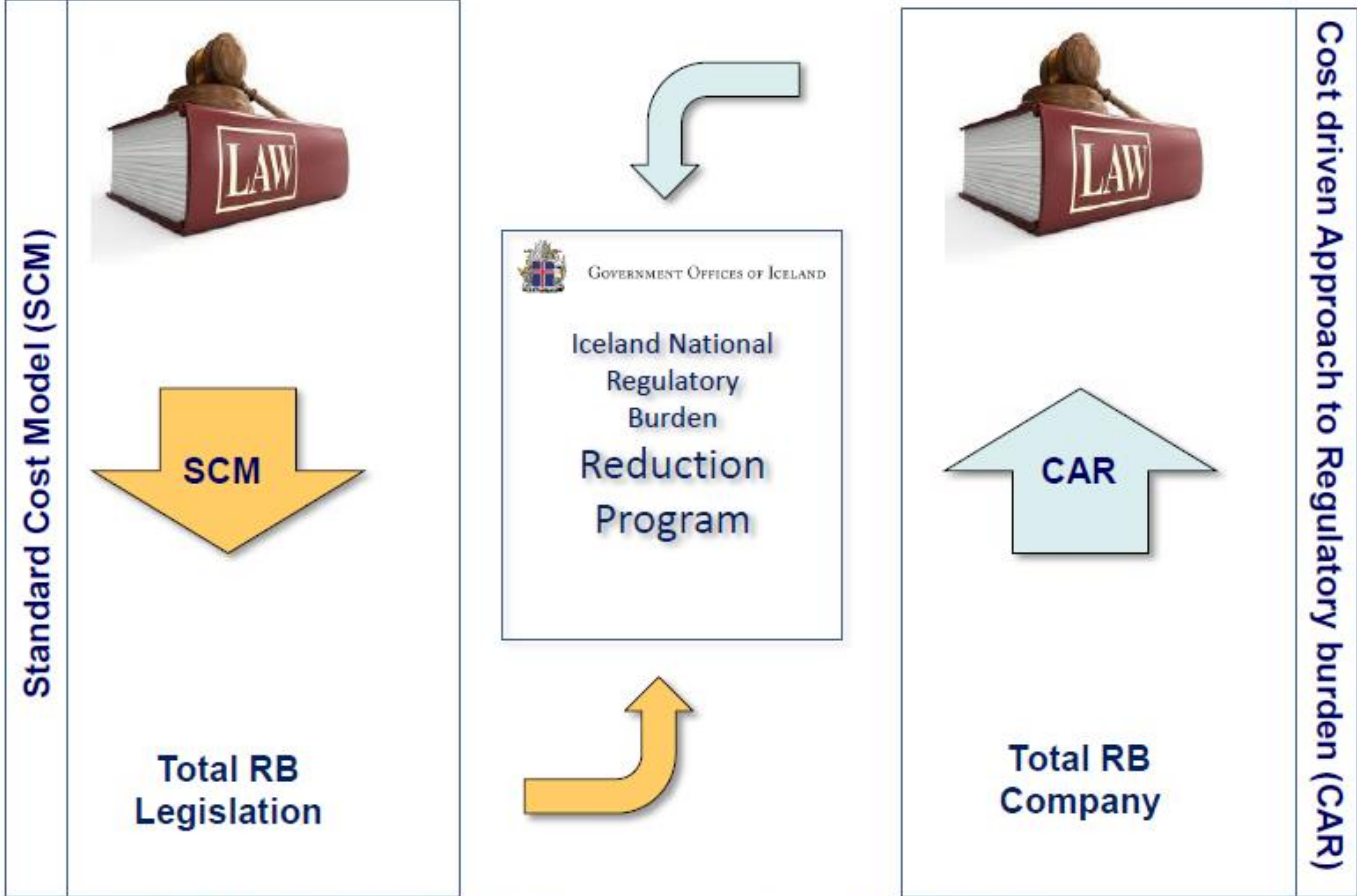 Standard Cost Model (SCM)
LAW
SCM
Total RB
Legislation
GOVERNMENT OFFICES OF ICELAND
Iceland National
Regulatory
Burden
Reduction
Program
LAW
CAR
Total RB
Company
Cost driven Approach to Regulatory burden (CAR)